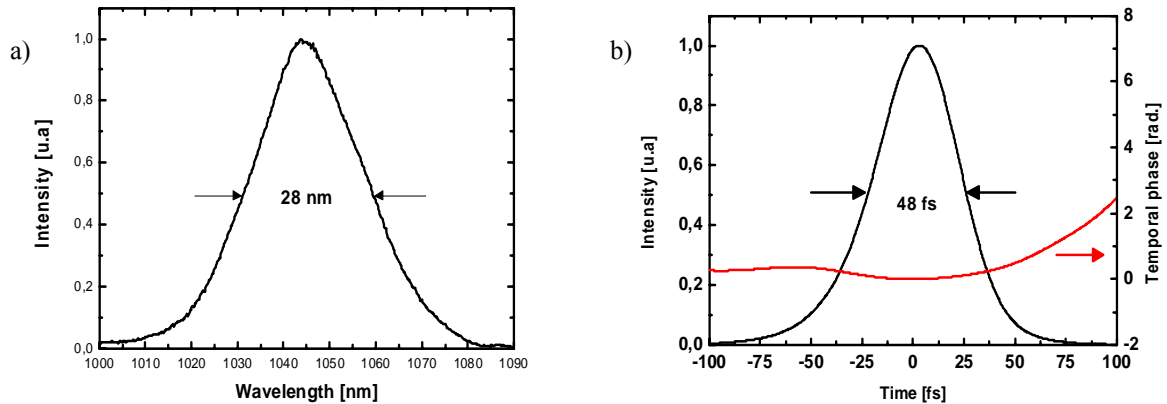 a)
1,0
0,8
0,6
0,4
0,2
0,0
Intensity [u.a]
28 nm
1000 1010 1020 1030 1040 1050 1060 1070 1080 1090
Wavelength [nm]
b)
1,0
0,8
0,6
0,4
0,2
0,0
Intensity [u.a]
48 fs
8
6
4
2
0
-2
Temporal phase [rad.]
-100 -75 -50 -25 0 25 50 75 100
Time [fs]